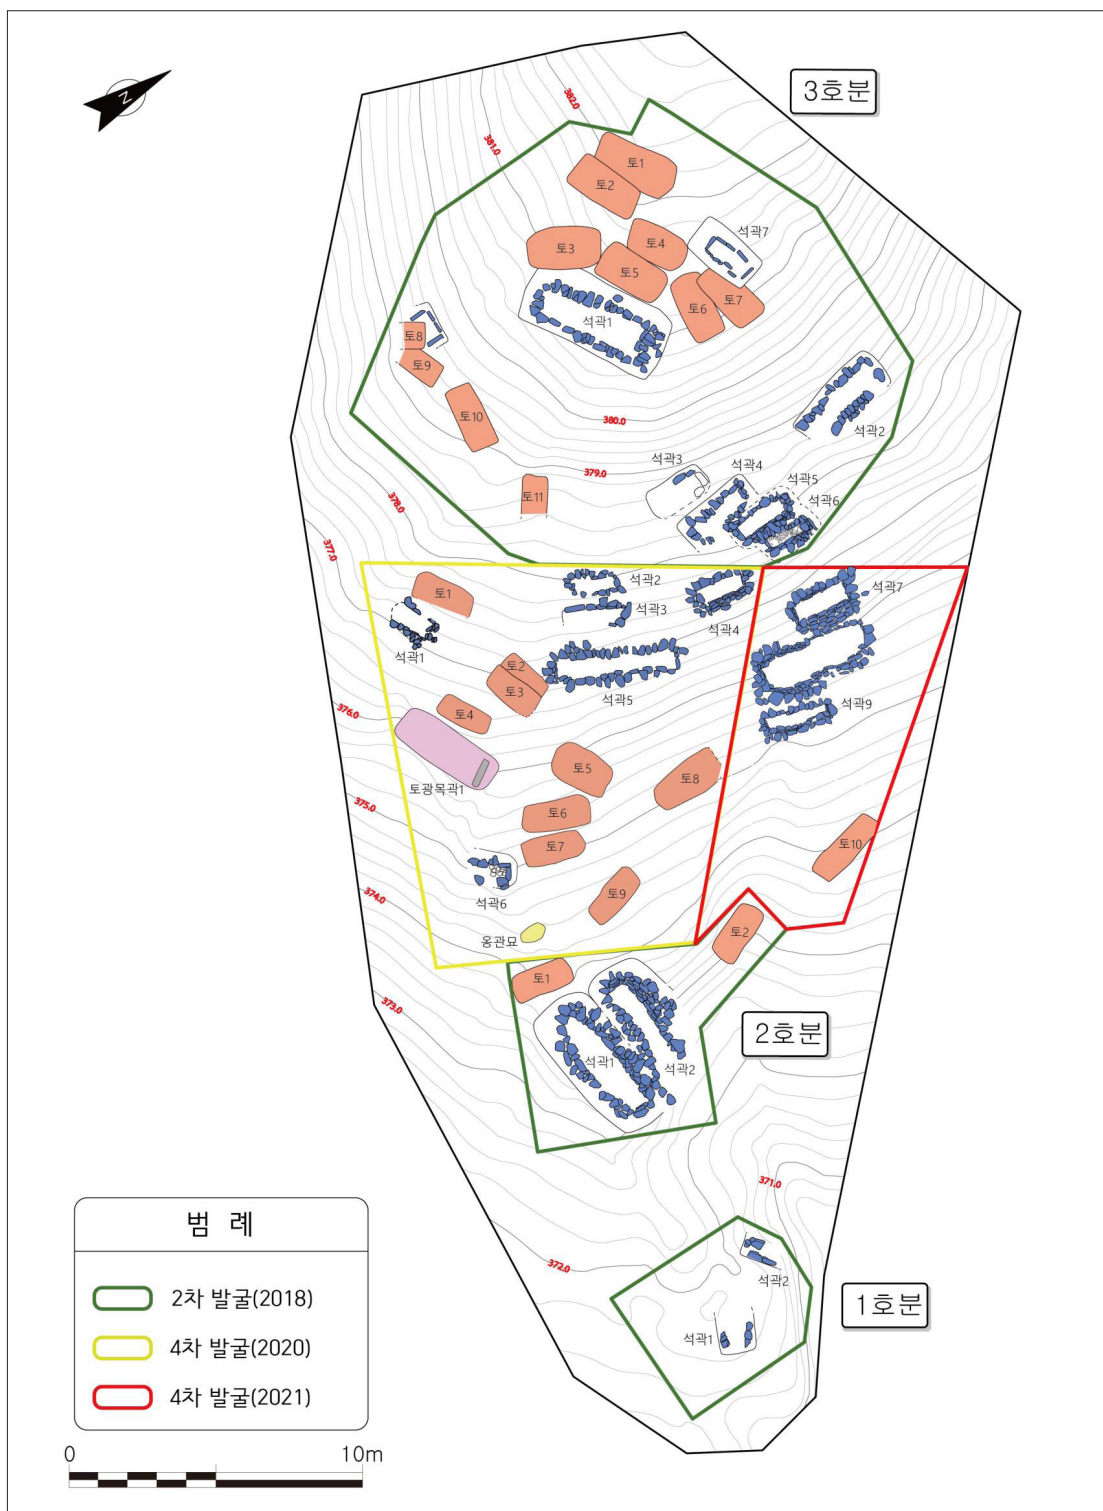 N
3호분
382.0
381.0
토1
토2
토3
토4
석곽7
토5
토6
토7
석곽1
토8
토9
토10
380.0
석곽2
379.0
석곽3
석곽4
석곽5
석곽6
토11
378.0
377.0
토1
석곽2
석곽3
석곽4
석곽7
석곽1
토2
토3
석곽5
석곽9
376.0
토4
토광목곽1
토5
토8
375.0
토6
토7
토10
석곽6
토9
374.0
옹관묘
토2
토1
373.0
2호분
석곽1
석곽2
371.0
372.0
석곽2
석곽1
1호분
범 례
2차 발굴(2018)
4차 발굴(2020)
4차 발굴(2021)
0 10m